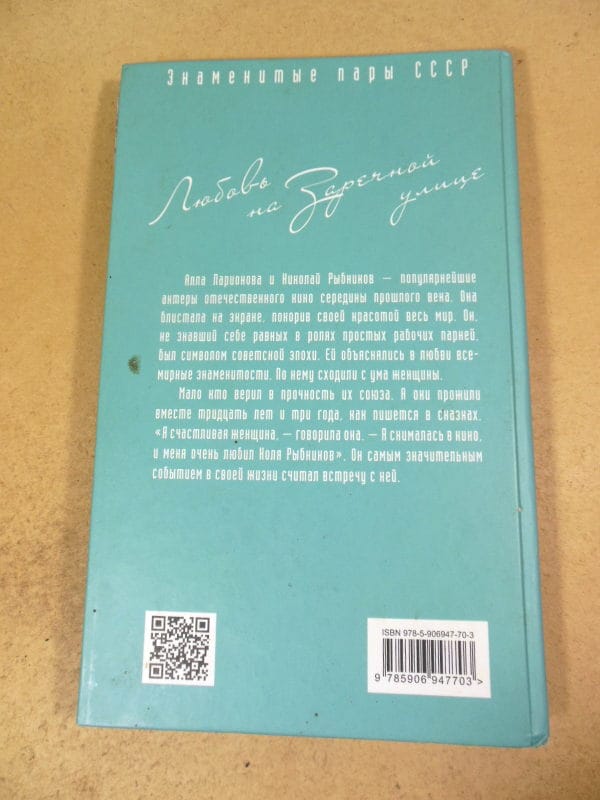 Знаменитые пары СССР
Любовь
на Заречной
улице
Алла Ларионова и Николай Рыбников — популярнейшие
актеры отечественного кино середины прошлого века. Она
блистала на экране, покорив своей красотой весь мир. Он,
не знавший себе равных в ролях простых рабочих парней,
был символом советской эпохи. Ей объяснялись в любви все-
мирные знаменитости. По нему сходили с ума женщины.
Мало кто верил в прочность их союза. А они прожили
вместе тридцать лет и три года, как пишется в сказках.
«Я счастливая женщина, — говорила она. — Я снималась в кино,
и меня очень любил Коля Рыбников». Он самым значительным
событием в своей жизни считал встречу с ней.
ISBN 978-5-906947-70-3
9 785906 947703>